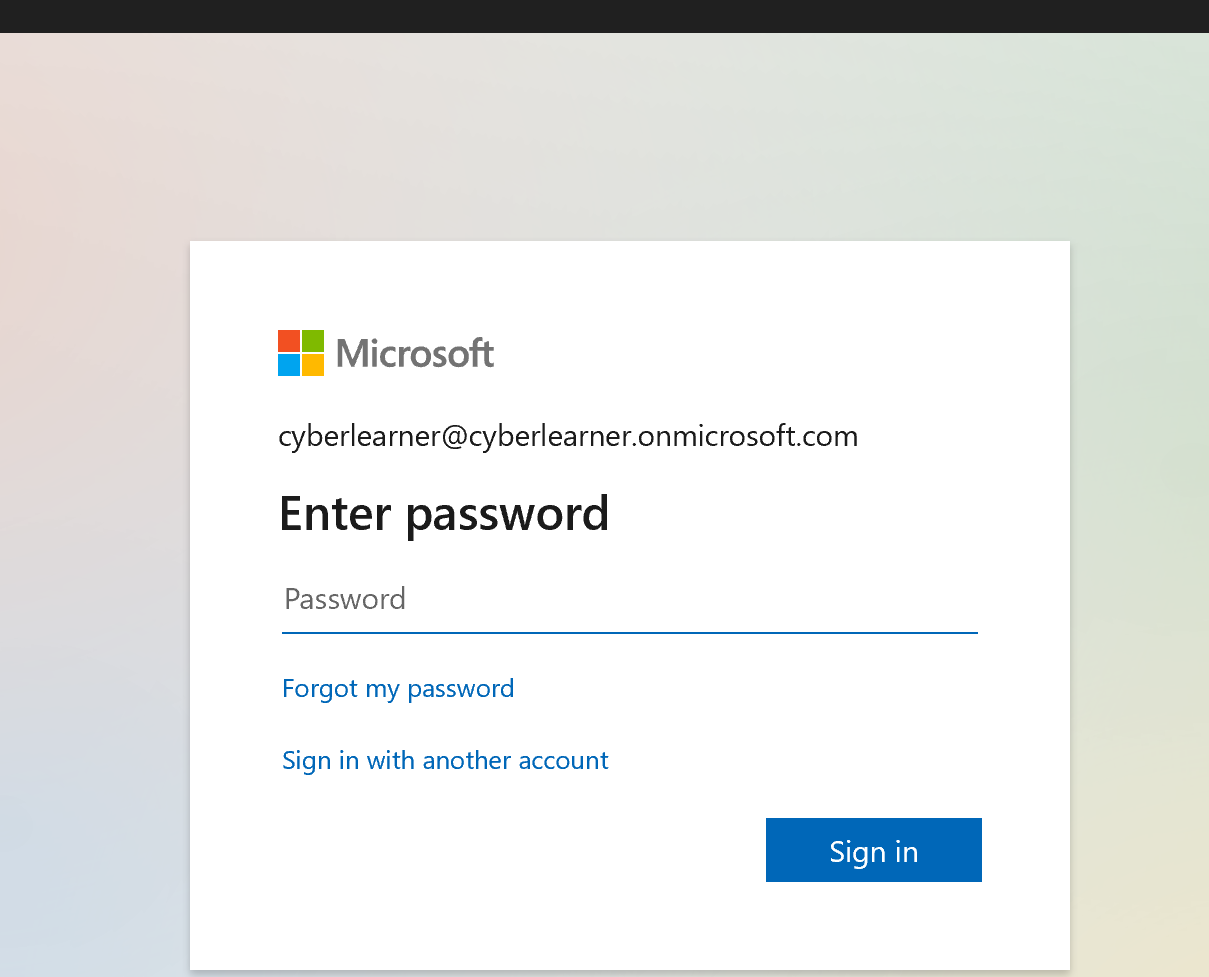 Microsoft
cyberlearner@cyberlearner.onmicrosoft.com
Enter password
Password
Forgot my password
Sign in with another account
Sign in